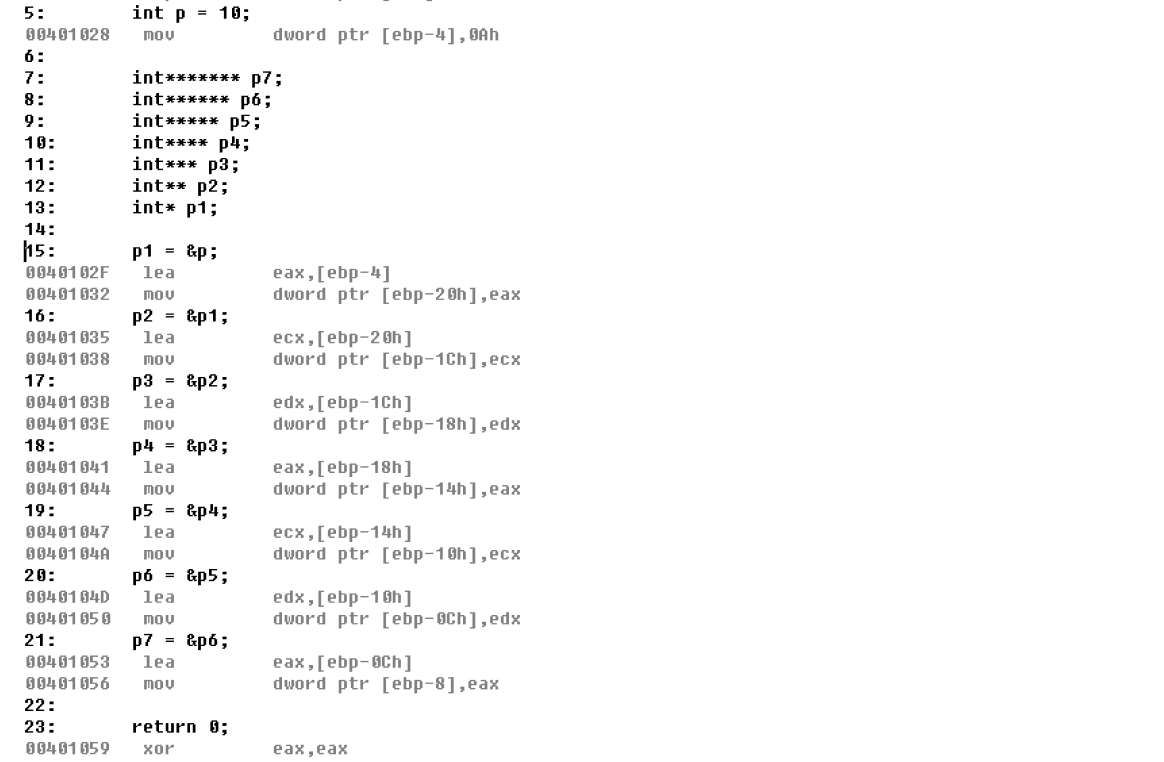 5: int p = 10;
00401028 mov dword ptr [ebp-4],0Ah
6:
7: int******* p7;
8: int****** p6;
9: int***** p5;
10: int**** p4;
11: int*** p3;
12: int** p2;
13: int* p1;
14:
15: p1 = &p;
0040102F lea eax,[ebp-4]
00401032 mov dword ptr [ebp-20h],eax
16: p2 = &p1;
00401035 lea ecx,[ebp-20h]
00401038 mov dword ptr [ebp-1Ch],ecx
17: p3 = &p2;
0040103B lea edx,[ebp-1Ch]
0040103E mov dword ptr [ebp-18h],edx
18: p4 = &p3;
00401041 lea eax,[ebp-18h]
00401044 mov dword ptr [ebp-14h],eax
19: p5 = &p4;
00401047 lea ecx,[ebp-14h]
0040104A mov dword ptr [ebp-10h],ecx
20: p6 = &p5;
0040104D lea edx,[ebp-10h]
00401050 mov dword ptr [ebp-0Ch],edx
21: p7 = &p6;
00401053 lea eax,[ebp-0Ch]
00401056 mov dword ptr [ebp-8],eax
22:
23: return 0;
00401059 xor eax,eax